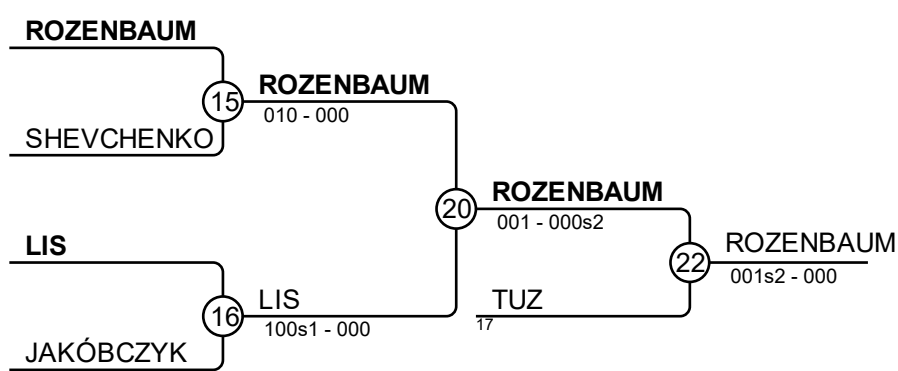 ROZENBAUM
15
ROZENBAUM
010 - 000
SHEVCHENKO
20
ROZENBAUM
001 - 000s2
LIS
22
ROZENBAUM
001s2 - 000
16
LIS
100s1 - 000
TUZ
17
JAKÓBCZYK